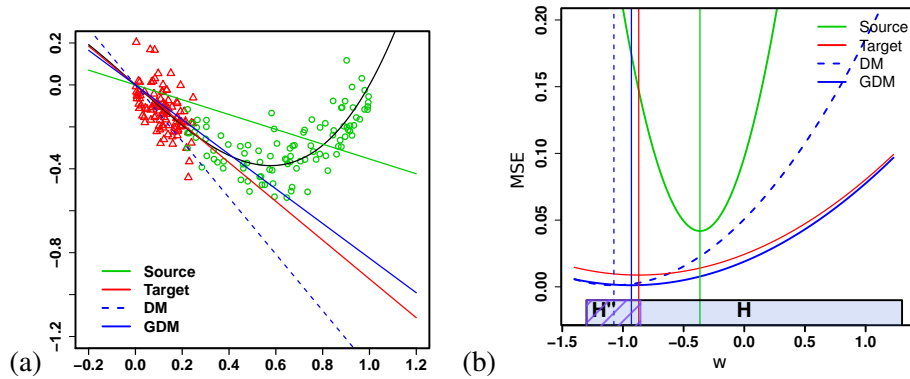 (a)
0.2
0.0
−0.4
−0.8
−1.2
Source
Target
DM
GDM
−0.2 0.0 0.2 0.4 0.6 0.8 1.0 1.2
(b)
MSE
0.20
0.15
0.10
0.05
0.00
Source
Target
DM
GDM
H"
H
-1.5 -1.0 -0.5 0.0 0.5 1.0
w